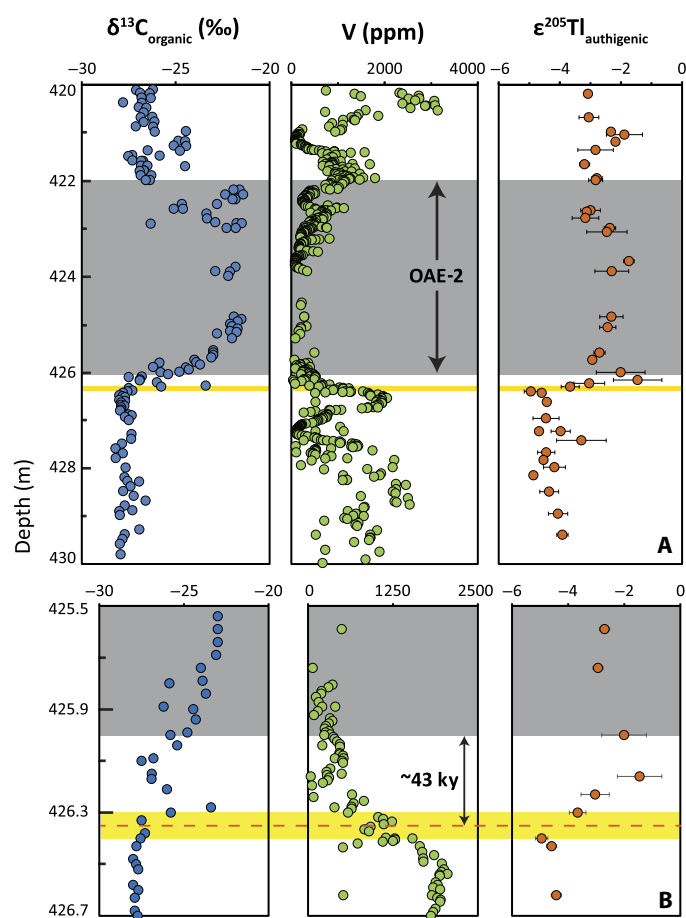 δ¹³Corganic (‰) V (ppm) ε²⁰⁵Tlauthigenic
−30 −25 −20 0 2000 4000 −6 −4 −2 0
420
422
424
OAE-2
426
428
430
Depth (m)
A
−30 −25 −20 0 1250 2500 −6 −4 −2 0
425.5
425.9
~43 ky
426.3
426.7
B